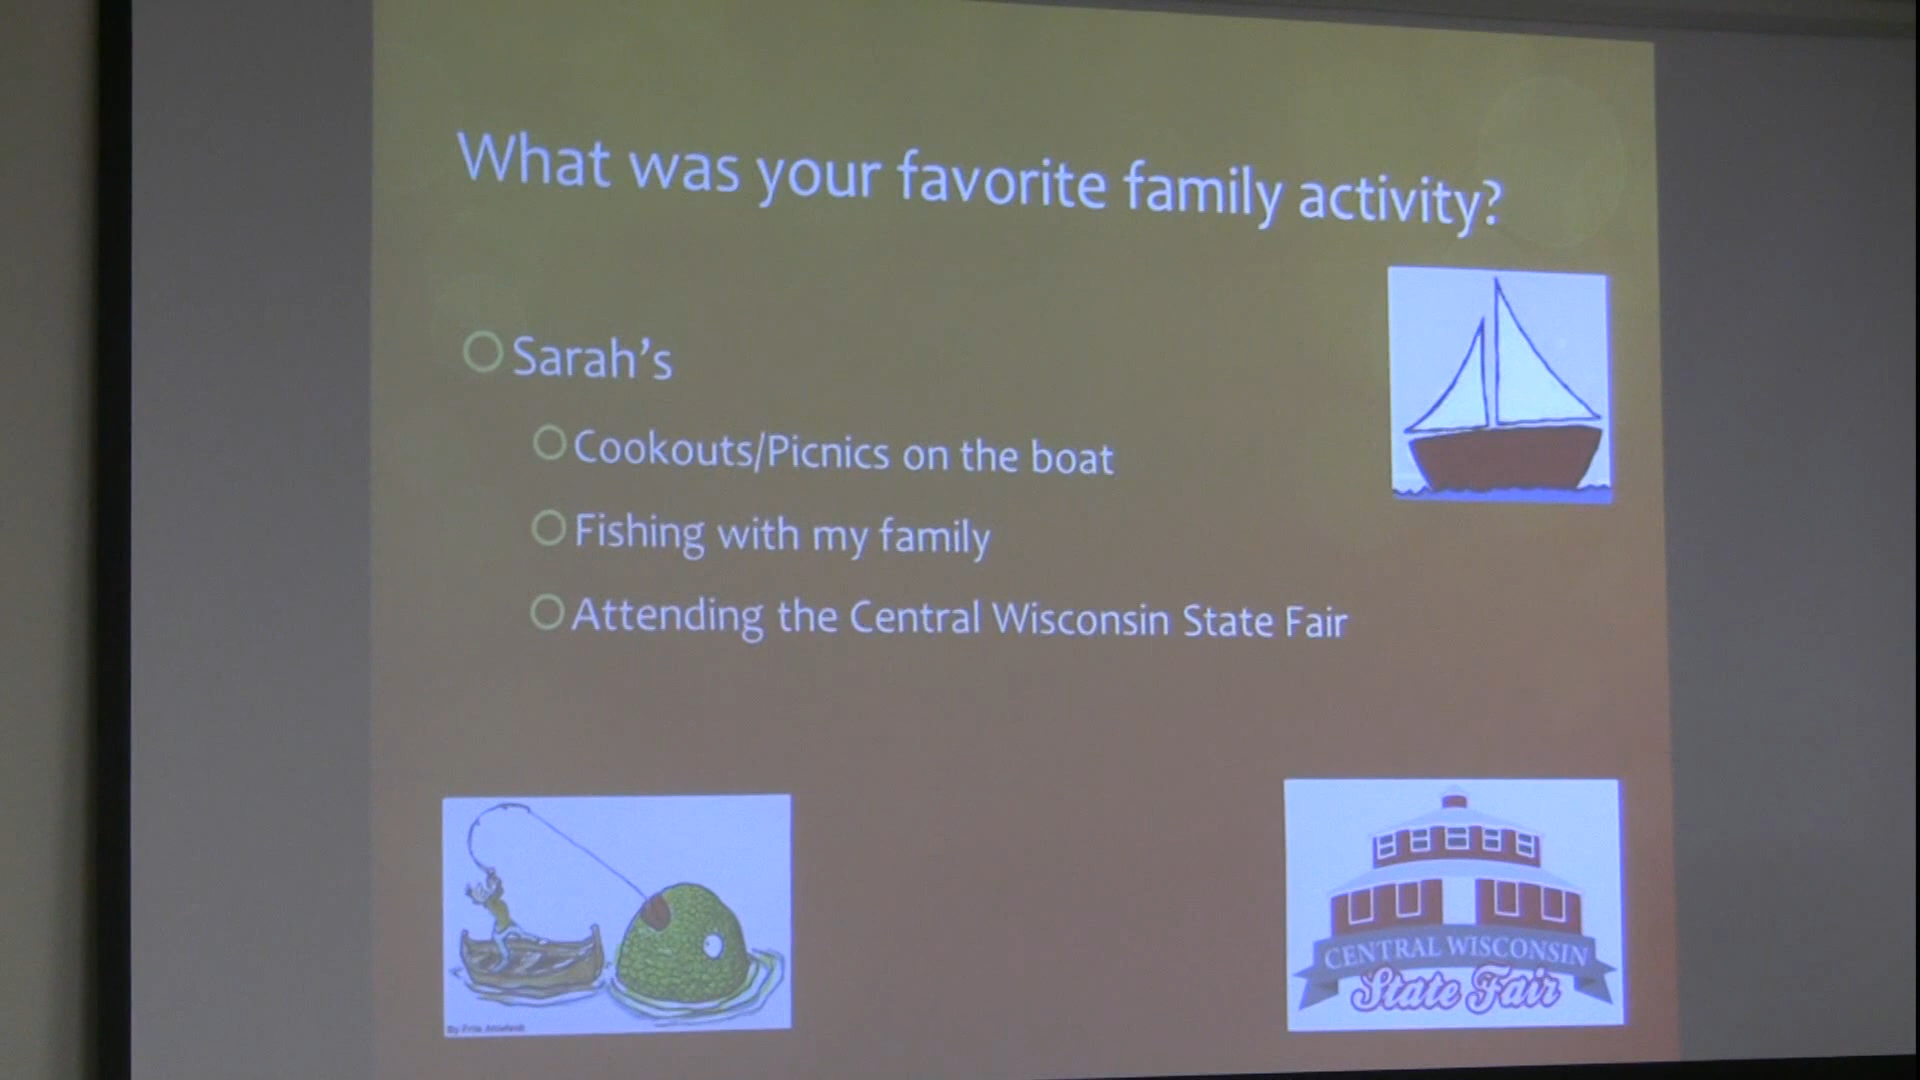 What was your favorite family activity?
Sarah's
Cookouts/Picnics on the boat
Fishing with my family
Attending the Central Wisconsin State Fair
CENTRAL WISCONSIN
State Fair